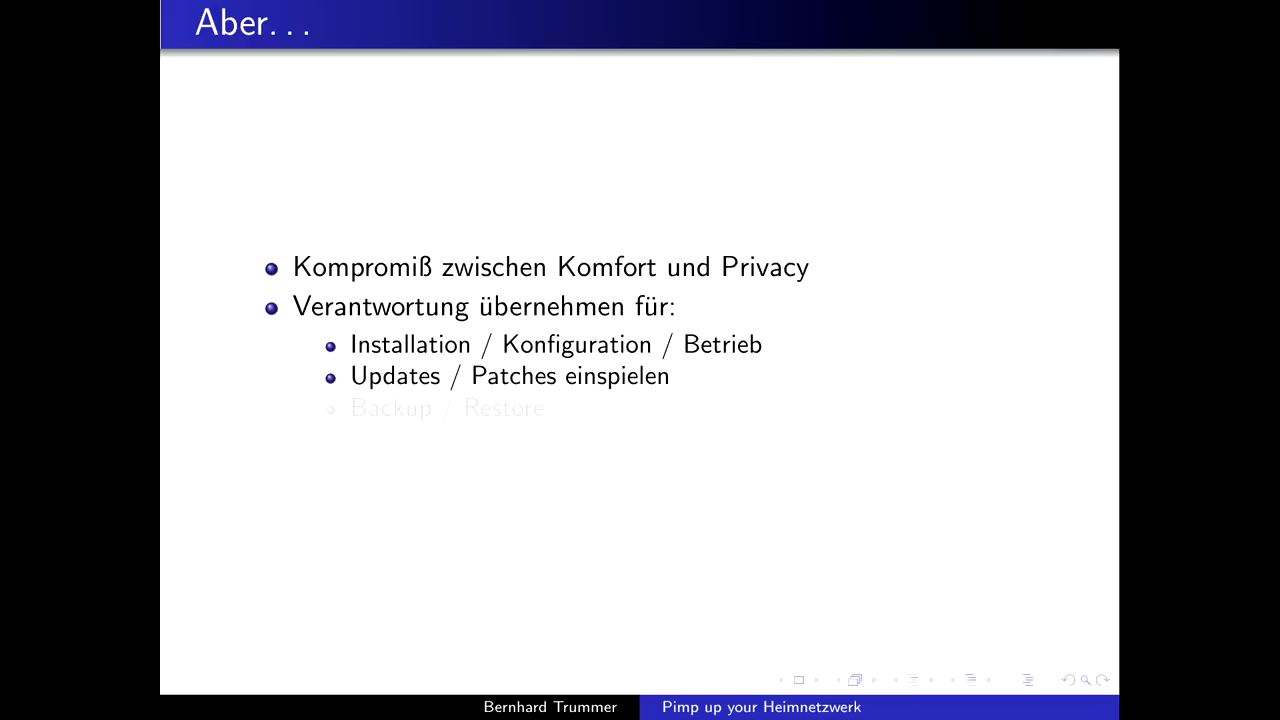 Aber. . .
Kompromiß zwischen Komfort und Privacy
Verantwortung übernehmen für:
Installation / Konfiguration / Betrieb
Updates / Patches einspielen
Backup / Restore
Bernhard Trummer
Pimp up your Heimnetzwerk